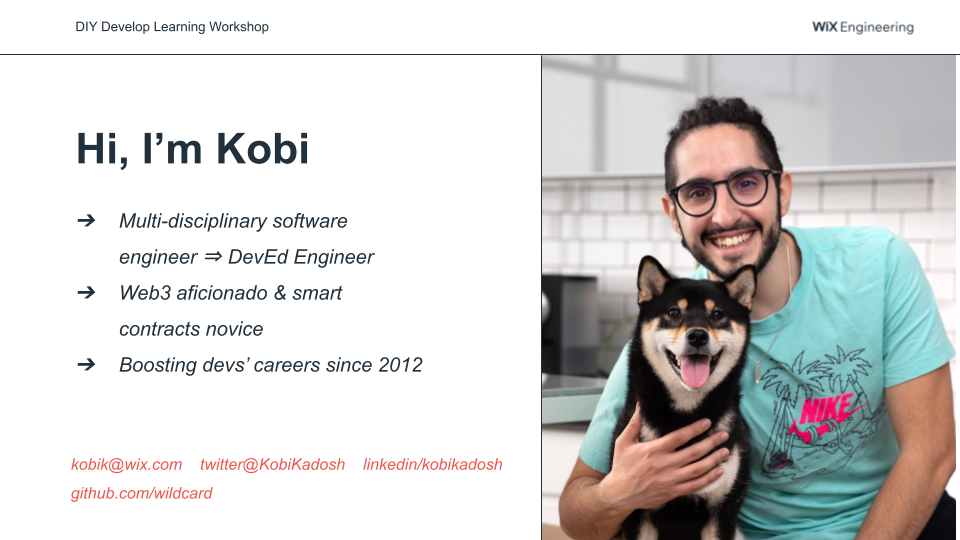 DIY Develop Learning Workshop
WiX Engineering
Hi, I’m Kobi
➔ Multi-disciplinary software
engineer ⇒ DevEd Engineer
➔ Web3 aficionado & smart
contracts novice
➔ Boosting devs’ careers since 2012
kobik@wix.com twitter@KobiKadosh linkedin/kobikadosh
github.com/wildcard
NIKE